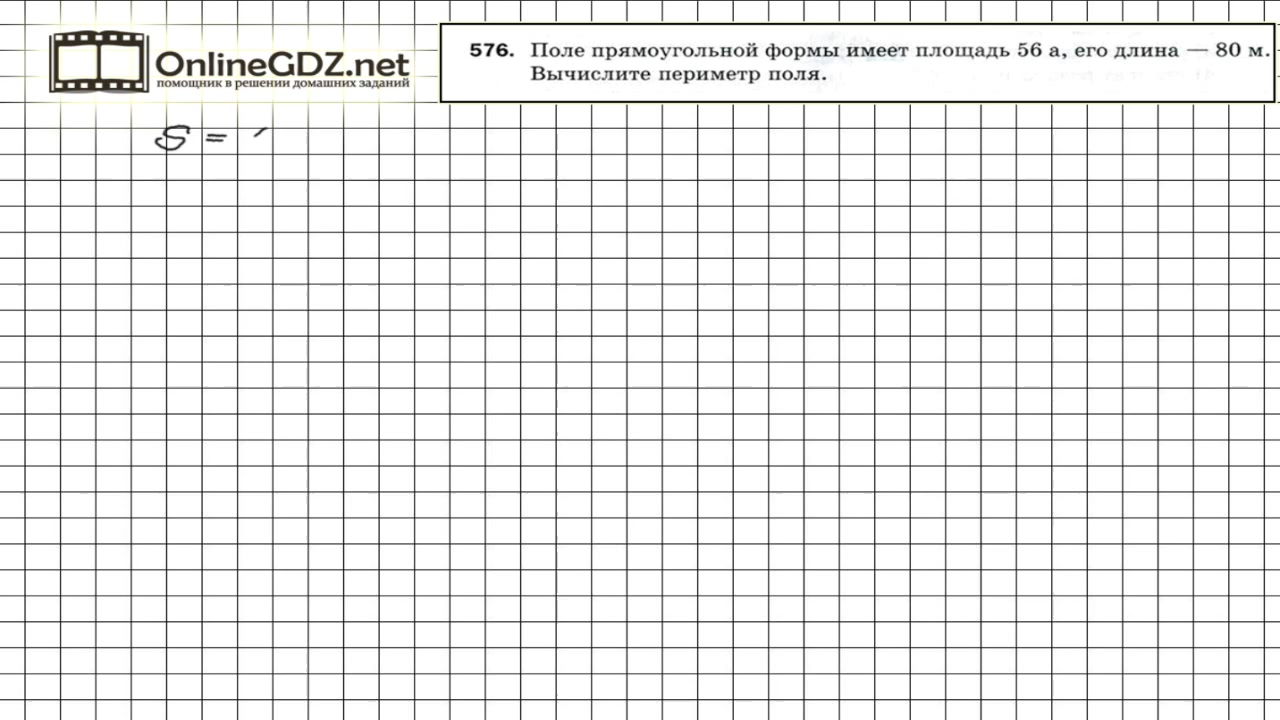 OnlineGDZ.net
помощник в решении домашних заданий
576. Поле прямоугольной формы имеет площадь 56 а, его длина — 80 м.
Вычислите периметр поля.
S =